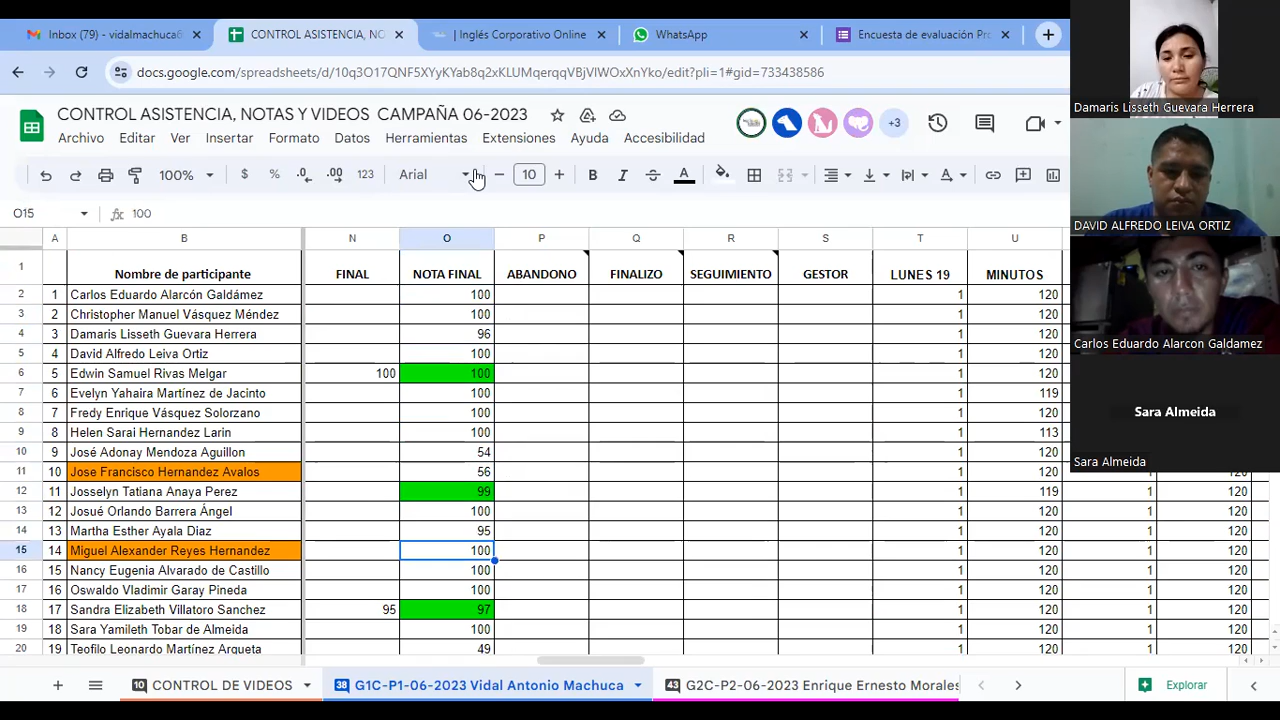 Inbox (79) - vidalmachuca6
CONTROL ASISTENCIA, NO
| Inglés Corporativo Online
WhatsApp
Encuesta de evaluación Pr
CONTROL ASISTENCIA, NOTAS Y VIDEOS CAMPAÑA 06-2023
+3
Archivo Editar Ver Insertar Formato Datos Herramientas Extensiones Ayuda Accesibilidad
100% $ % .0 .00 123 Arial 10 B I S A
O15 fx 100
A B N O P Q R S T U
1 Nombre de participante FINAL NOTA FINAL ABANDONO FINALIZO SEGUIMIENTO GESTOR LUNES 19 MINUTOS
2 1 Carlos Eduardo Alarcón Galdámez 100 1 120
3 2 Christopher Manuel Vásquez Méndez 100 1 120
4 3 Damaris Lisseth Guevara Herrera 96 1 120
5 4 David Alfredo Leiva Ortiz 100 1 120
6 5 Edwin Samuel Rivas Melgar 100 100 1 120
7 6 Evelyn Yahaira Martínez de Jacinto 100 1 119
8 7 Fredy Enrique Vásquez Solorzano 100 1 120
9 8 Helen Sarai Hernandez Larin 100 1 113
10 9 José Adonay Mendoza Aguillon 54 1 120
11 10 Jose Francisco Hernandez Avalos 56 1 120 1 120
12 11 Josselyn Tatiana Anaya Perez 99 1 119 1 120
13 12 Josué Orlando Barrera Ángel 100 1 120 1 120
14 13 Martha Esther Ayala Diaz 95 1 120 1 120
15 14 Miguel Alexander Reyes Hernandez 100 1 120 1 120
16 15 Nancy Eugenia Alvarado de Castillo 100 1 120 1 120
17 16 Oswaldo Vladimir Garay Pineda 100 1 120 1 120
18 17 Sandra Elizabeth Villatoro Sanchez 95 97 1 120 1 120
19 18 Sara Yamileth Tobar de Almeida 100 1 120 1 120
20 19 Teofilo Leonardo Martínez Arqueta 49 1 120 1 120
10 CONTROL DE VIDEOS 38 G1C-P1-06-2023 Vidal Antonio Machuca 43 G2C-P2-06-2023 Enrique Ernesto Morales Explorar
Damaris Lisseth Guevara Herrera
DAVID ALFREDO LEIVA ORTIZ
Carlos Eduardo Alarcon Galdamez
Sara Almeida
Sara Almeida